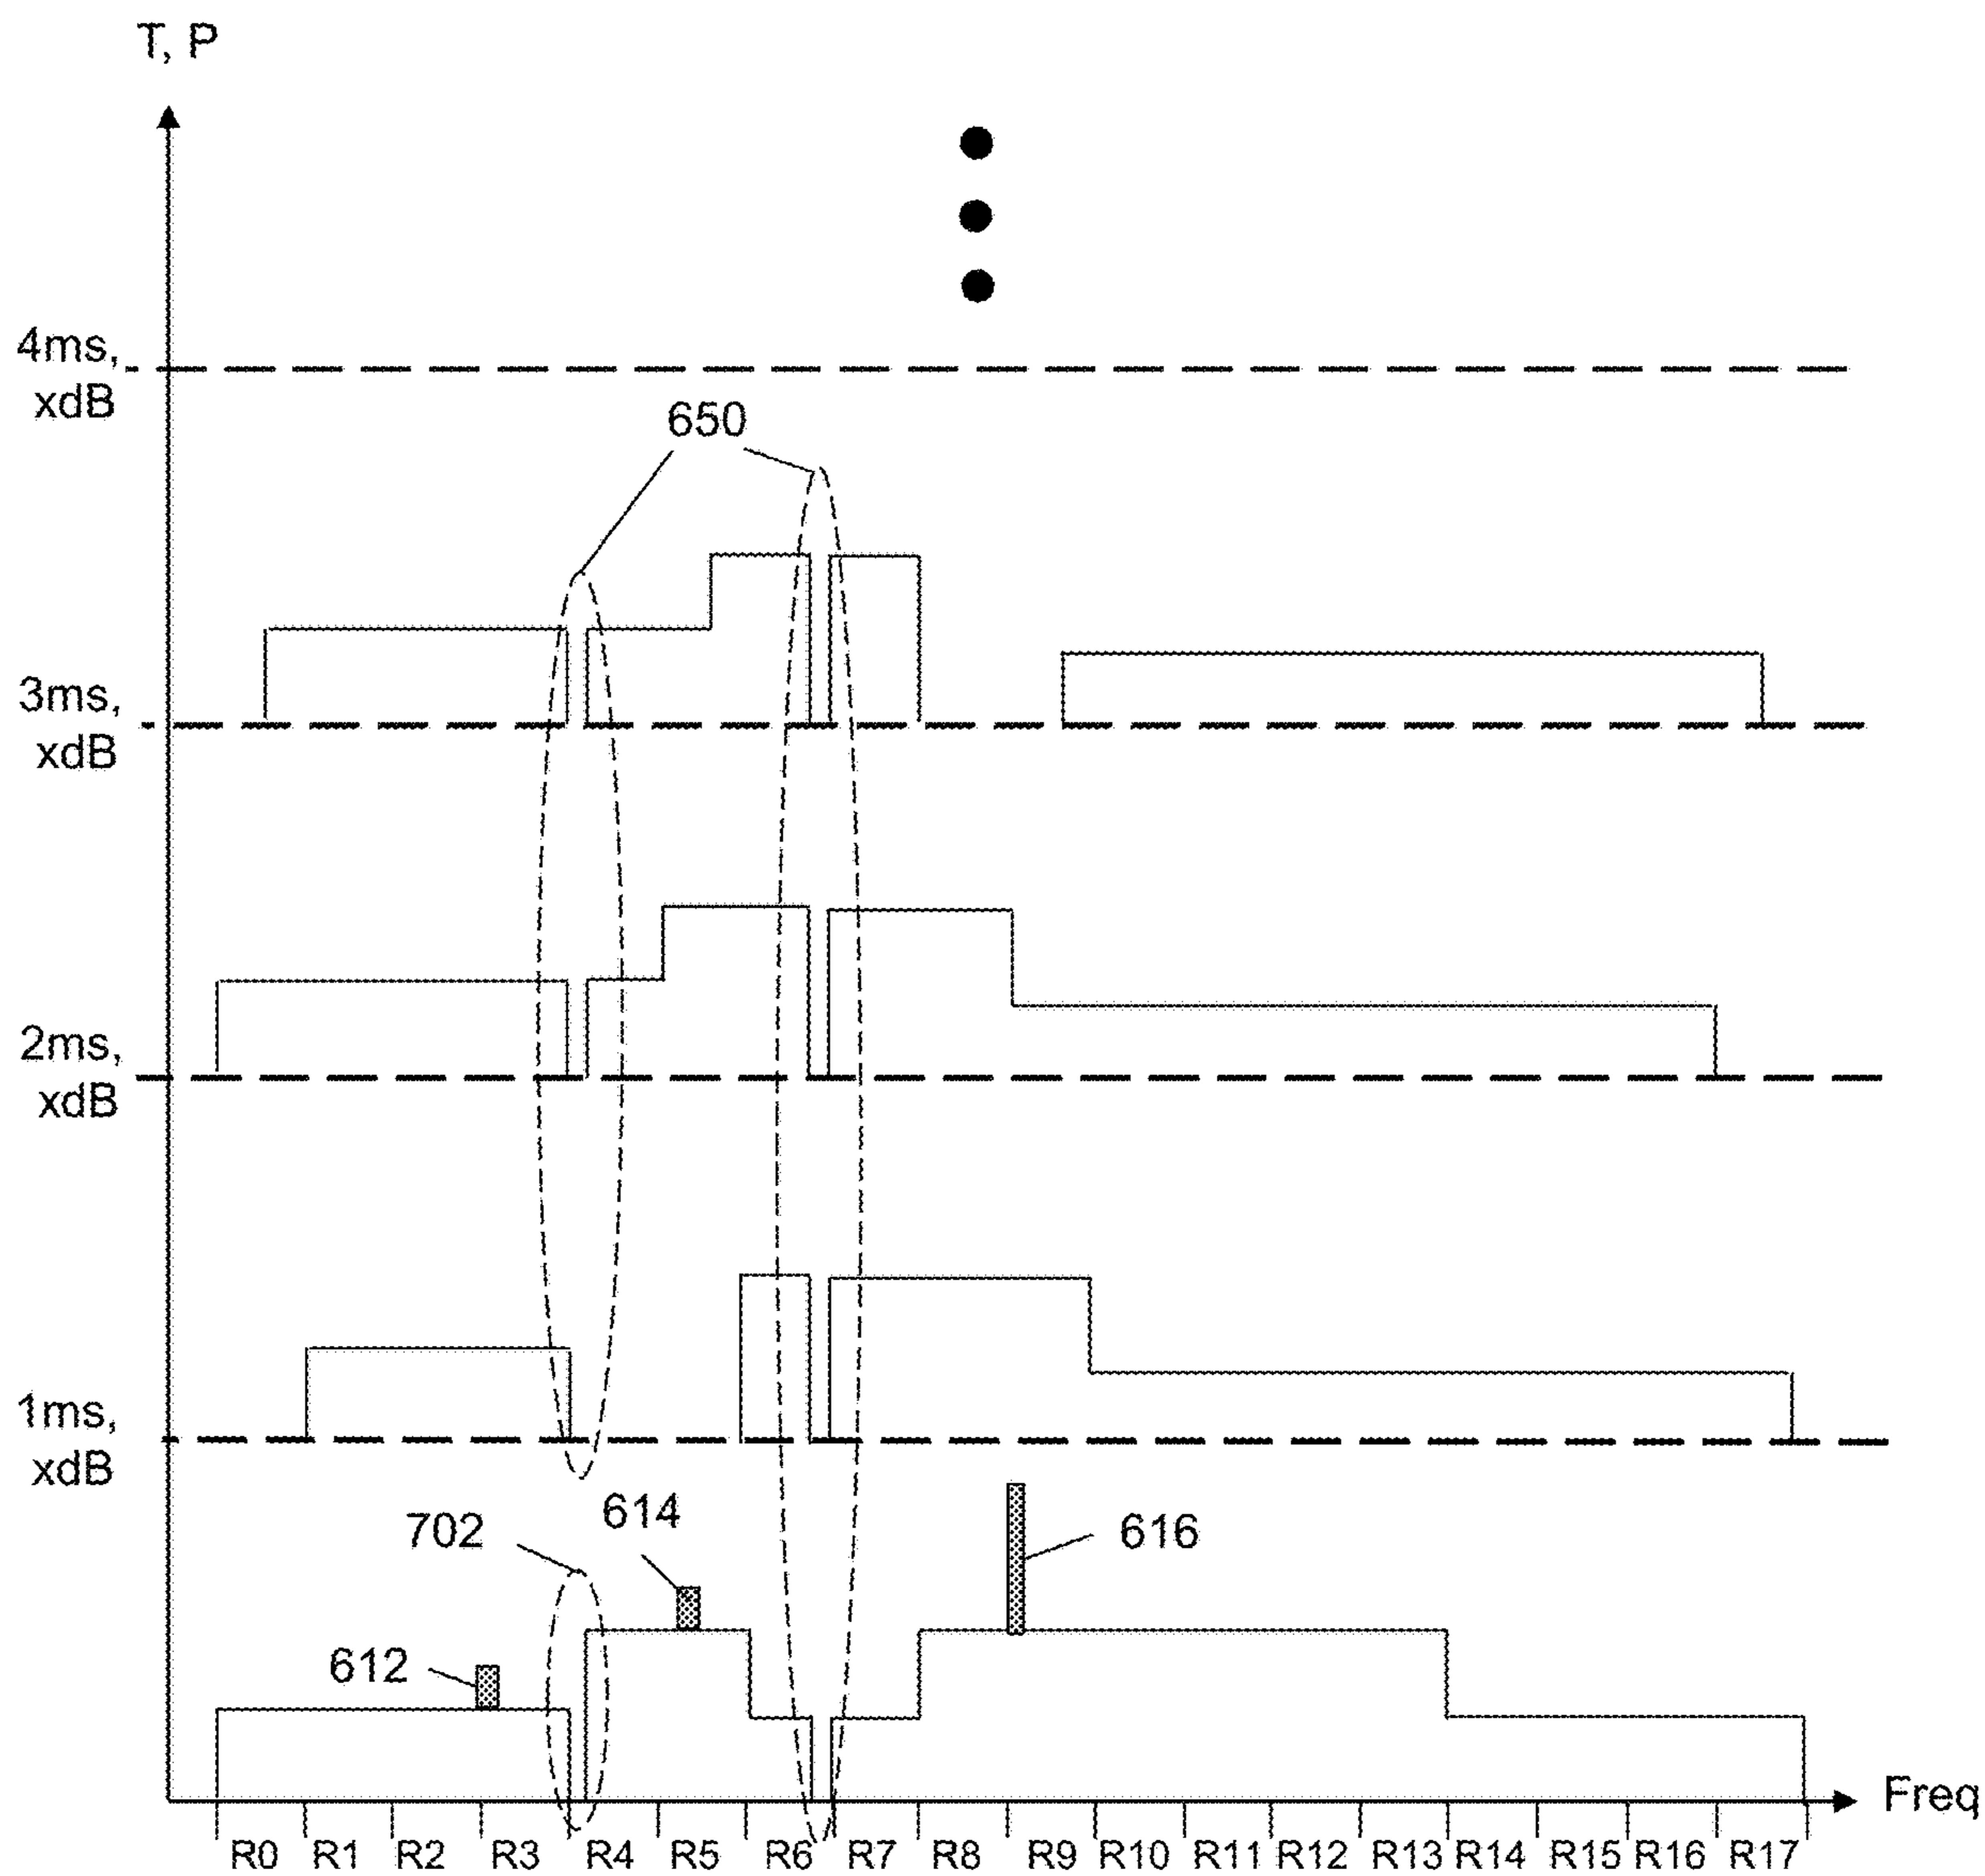 T, P
4ms,
xdB
650
3ms,
xdB
2ms,
xdB
1ms,
xdB
702
614
616
612
Freq
R0 R1 R2 R3 R4 R5 R6 R7 R8 R9 R10 R11 R12 R13 R14 R15 R16 R17